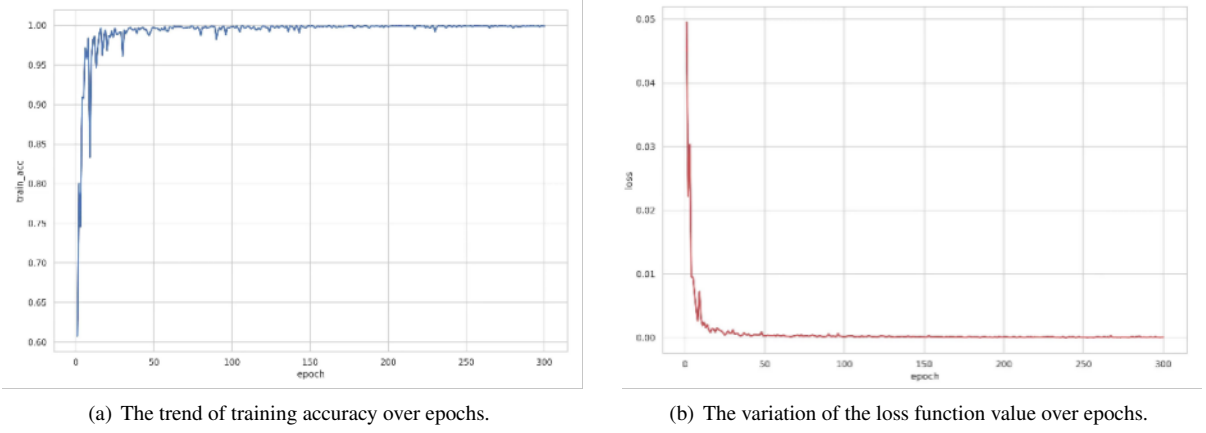 1.00
0.95
0.90
0.85
0.80
0.75
0.70
0.65
0.60
train_acc
0 50 100 150 200 250 300
epoch
(a) The trend of training accuracy over epochs.
0.05
0.04
0.03
0.02
0.01
0.00
loss
0 50 100 150 200 250 300
epoch
(b) The variation of the loss function value over epochs.